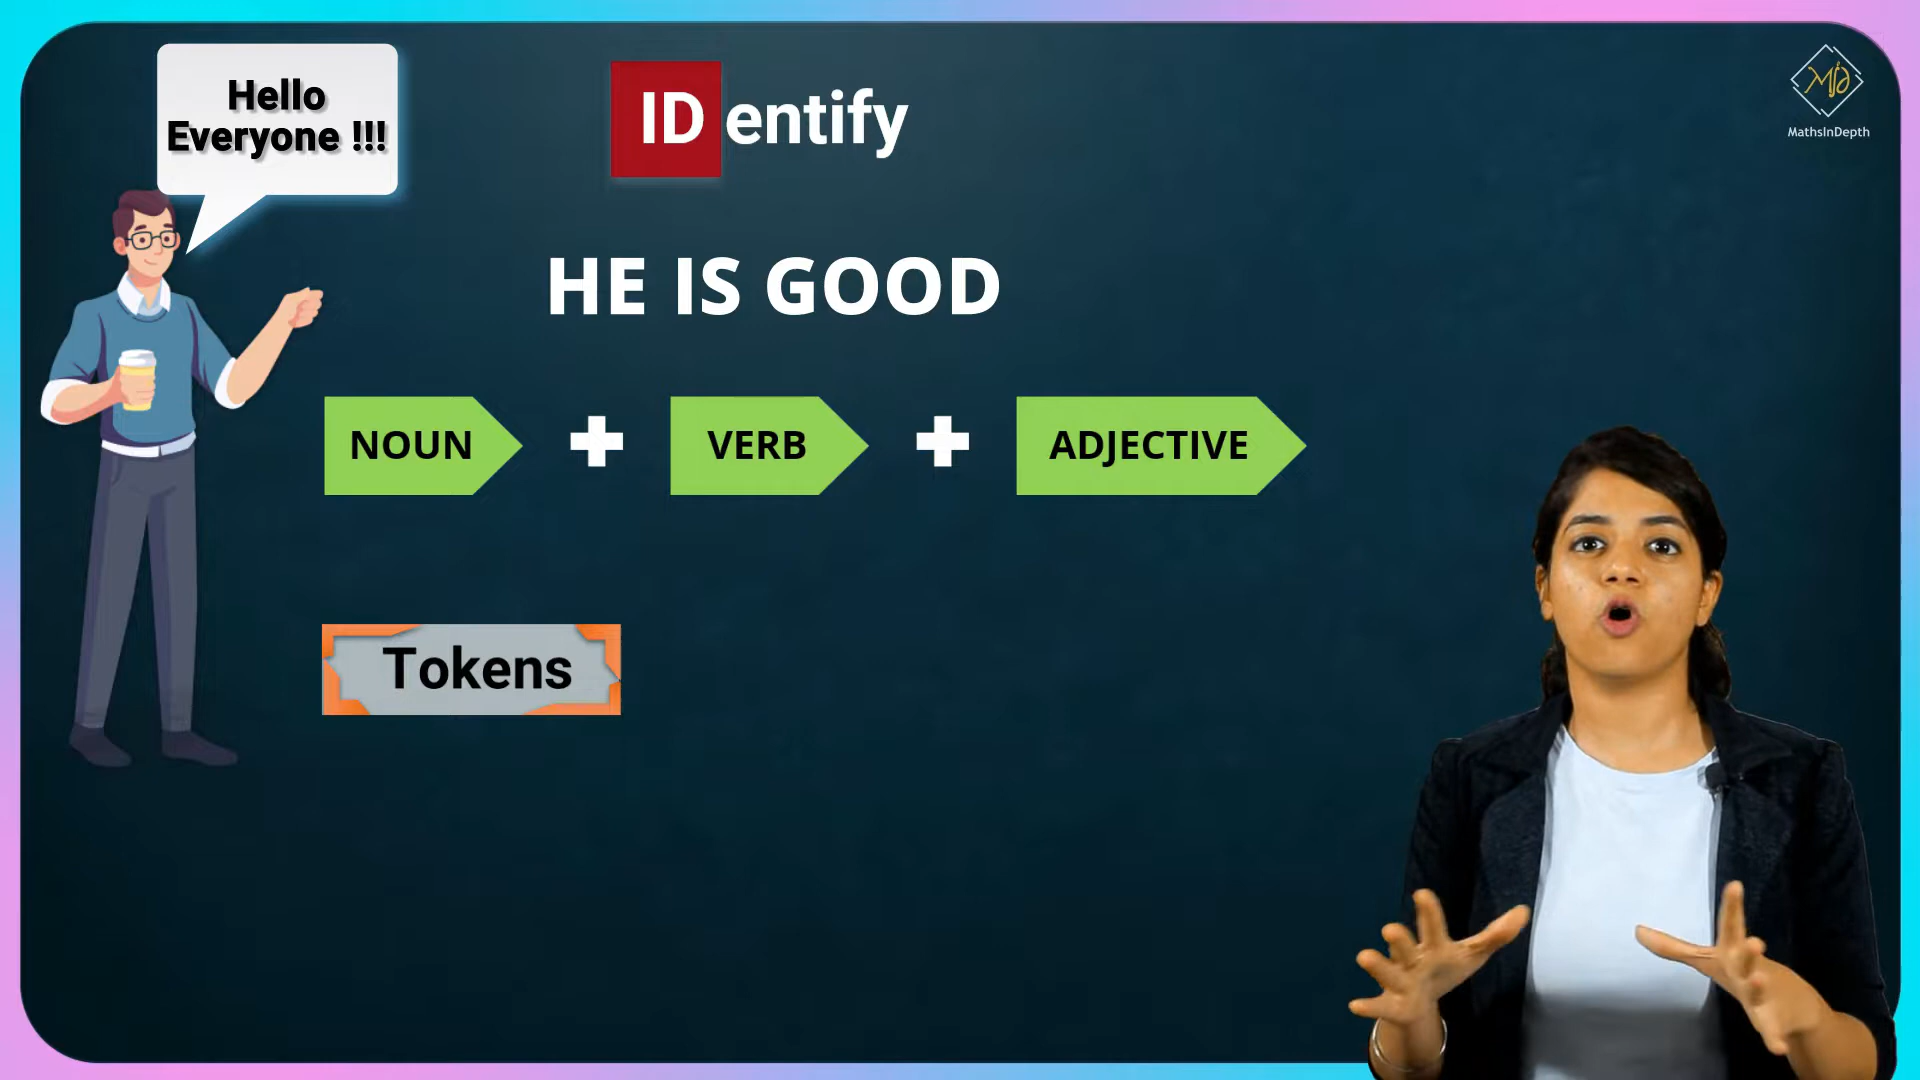 Hello
Everyone !!!
IDentify
MathsInDepth
HE IS GOOD
NOUN + VERB + ADJECTIVE
Tokens